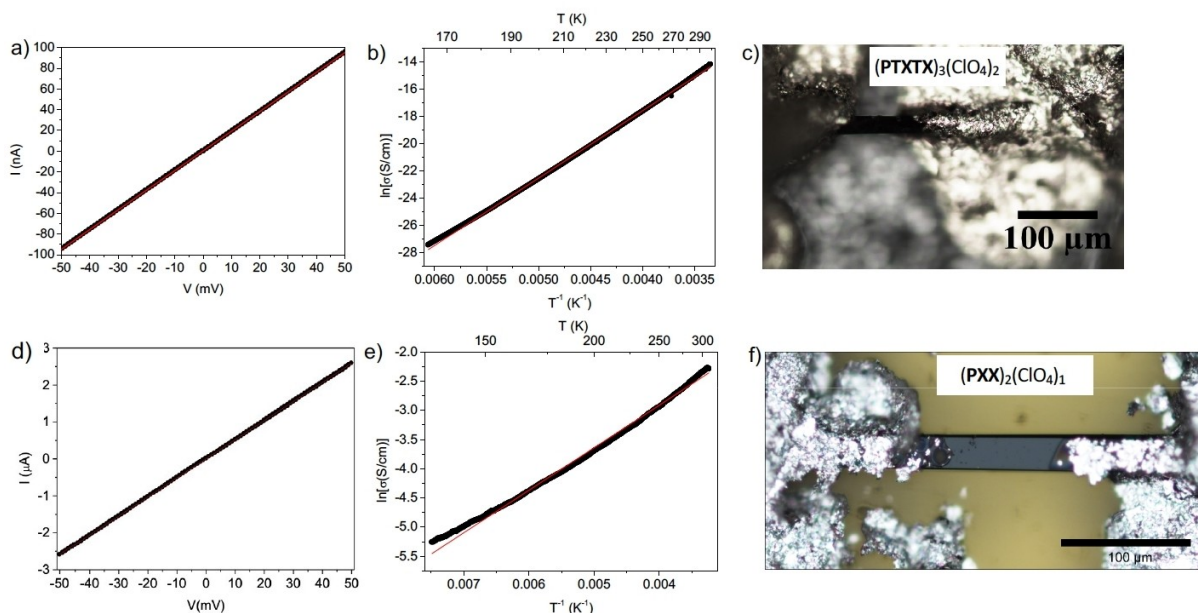 a)
100
80
60
40
20
0
-20
-40
-60
-80
-100
I (nA)
-50 -40 -30 -20 -10 0 10 20 30 40 50
V (mV)
b)
T (K)
170 190 210 230 250 270 290
-14
-16
-18
-20
-22
-24
-26
-28
ln[σ(S/cm)]
0.0060 0.0055 0.0050 0.0045 0.0040 0.0035
T⁻¹ (K⁻¹)
c)
(PTXTX)₃(ClO₄)₂
100 µm
d)
3
2
1
0
-1
-2
-3
I (µA)
-50 -40 -30 -20 -10 0 10 20 30 40 50
V(mV)
e)
T (K)
150 200 250 300
-2.0
-2.5
-3.0
-3.5
-4.0
-4.5
-5.0
-5.5
ln[σ(S/cm)]
0.007 0.006 0.005 0.004
T⁻¹ (K⁻¹)
f)
(PXX)₂(ClO₄)₁
100 µm